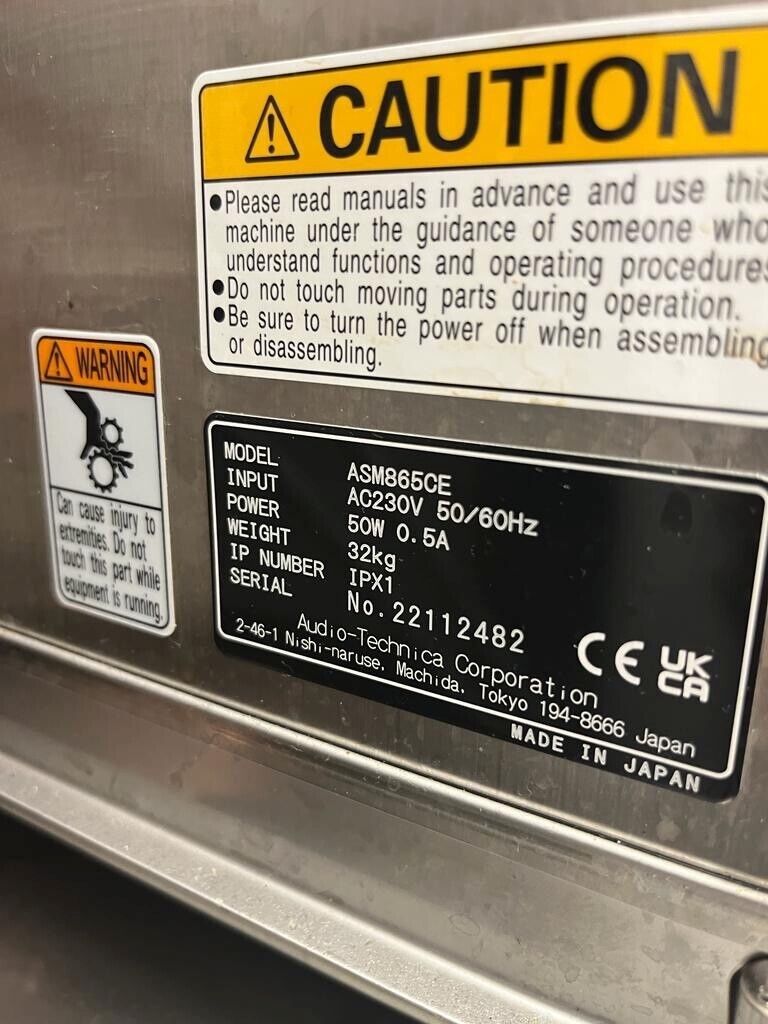 CAUTION
●Please read manuals in advance and use this
machine under the guidance of someone who
understand functions and operating procedures
●Do not touch moving parts during operation.
●Be sure to turn the power off when assembling
or disassembling.
WARNING
Can cause injury to
extremities. Do not
touch this part while
equipment is running.
MODEL ASM865CE
INPUT AC230V 50/60Hz
POWER 50W 0.5A
WEIGHT 32kg
IP NUMBER IPX1
SERIAL No.22112482
Audio-Technica Corporation
2-46-1 Nishi-naruse, Machida, Tokyo 194-8666 Japan
CE UK
CA
MADE IN JAPAN